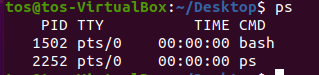 tos@tos-VirtualBox:~/Desktop$ ps
    PID TTY          TIME CMD
   1502 pts/0    00:00:00 bash
   2252 pts/0    00:00:00 ps